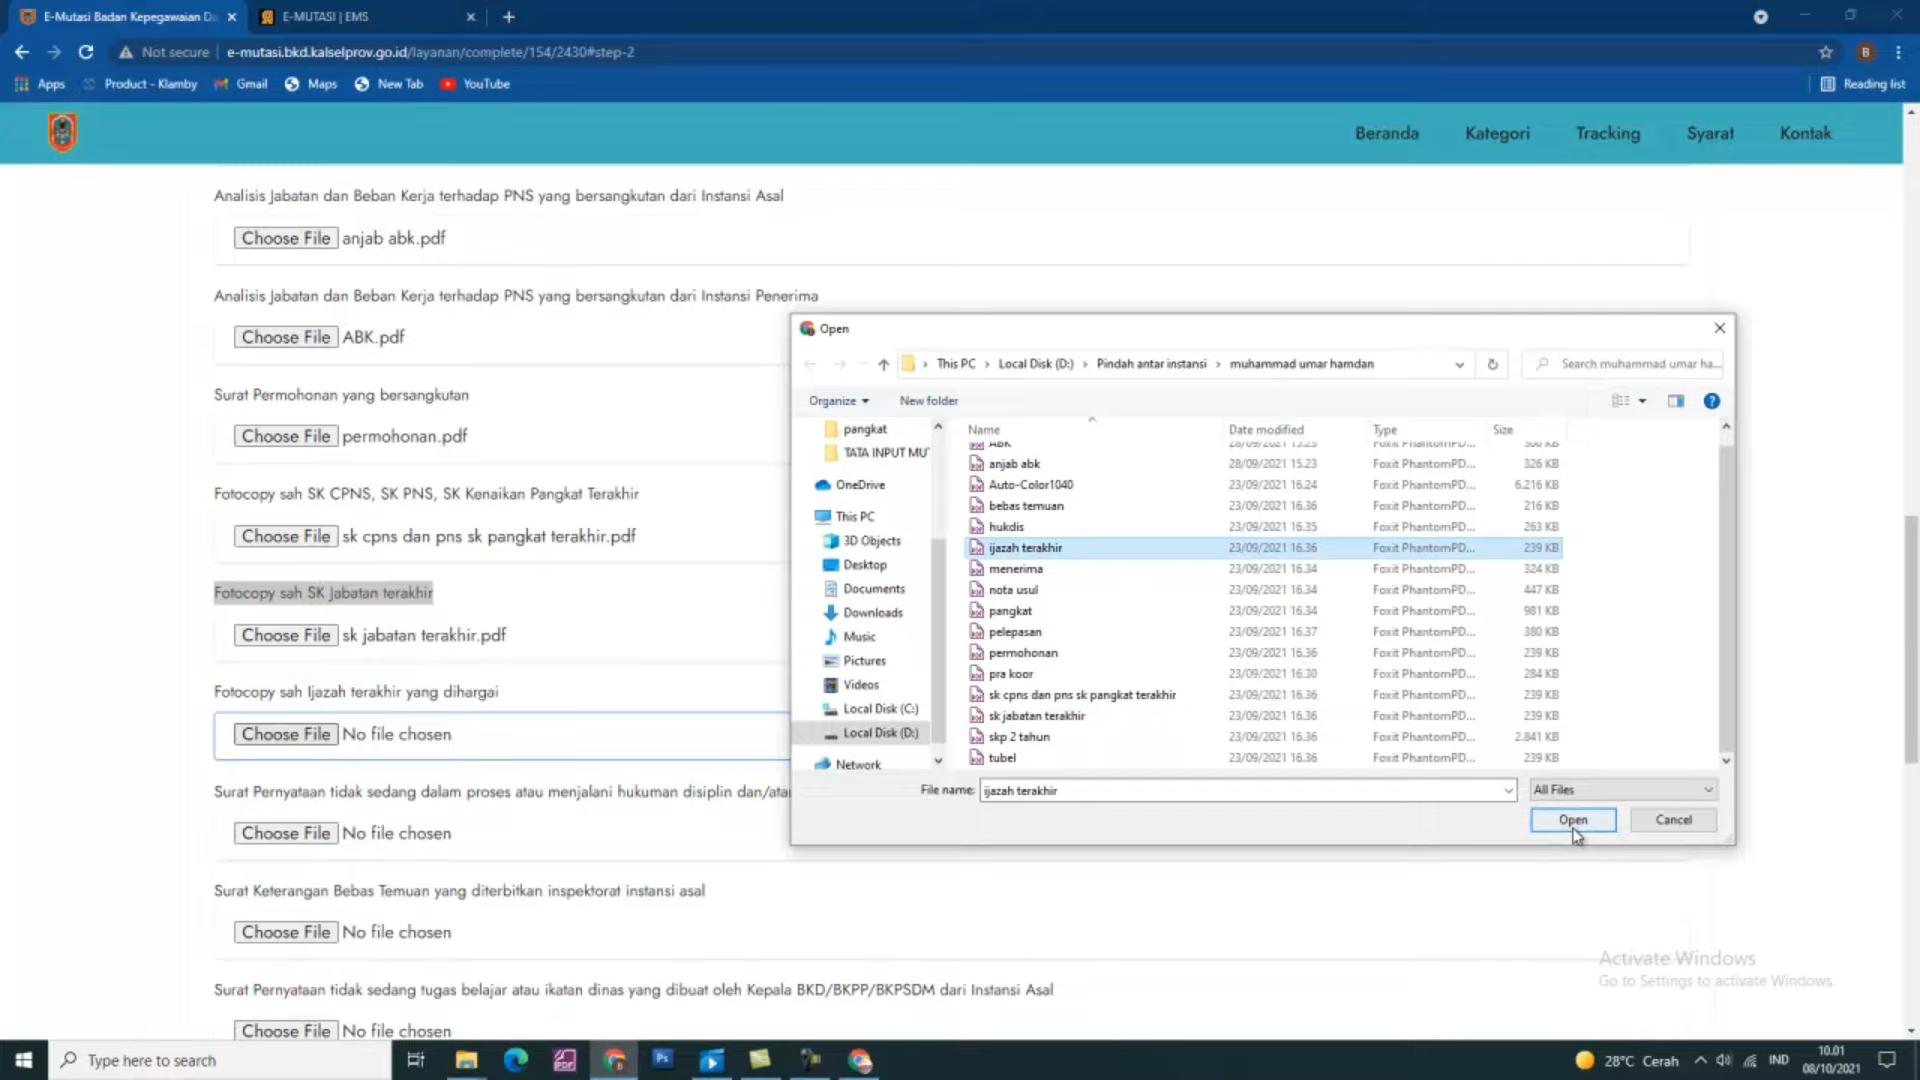 E-Mutasi Badan Kepegawaian Da
E-MUTASI | EMS
Not secure
e-mutasi.bkd.kalselprov.go.id/layanan/complete/154/2430#step-2
B
Apps
Product - Klamby
Gmail
Maps
New Tab
YouTube
Reading list
Beranda
Kategori
Tracking
Syarat
Kontak
Analisis Jabatan dan Beban Kerja terhadap PNS yang bersangkutan dari Instansi Asal
Choose File anjab abk.pdf
Analisis Jabatan dan Beban Kerja terhadap PNS yang bersangkutan dari Instansi Penerima
Choose File ABK.pdf
Surat Permohonan yang bersangkutan
Choose File permohonan.pdf
Fotocopy sah SK CPNS, SK PNS, SK Kenaikan Pangkat Terakhir
Choose File sk cpns dan pns sk pangkat terakhir.pdf
Fotocopy sah SK Jabatan terakhir
Choose File sk jabatan terakhir.pdf
Fotocopy sah Ijazah terakhir yang dihargai
Choose File No file chosen
Surat Pernyataan tidak sedang dalam proses atau menjalani hukuman disiplin dan/atau
Choose File No file chosen
Surat Keterangan Bebas Temuan yang diterbitkan inspektorat instansi asal
Choose File No file chosen
Surat Pernyataan tidak sedang tugas belajar atau ikatan dinas yang dibuat oleh Kepala BKD/BKPP/BKPSDM dari Instansi Asal
Choose File No file chosen
Open
This PC > Local Disk (D:) > Pindah antar instansi > muhammad umar hamdan
Search muhammad umar ha...
Organize
New folder
pangkat
TATA INPUT MU
OneDrive
This PC
3D Objects
Desktop
Documents
Downloads
Music
Pictures
Videos
Local Disk (C:)
Local Disk (D:)
Network
Name Date modified Type Size
ABK 28/09/2021 15.23 Foxit PhantomPD... 300 KB
anjab abk 28/09/2021 15.23 Foxit PhantomPD... 326 KB
Auto-Color1040 23/09/2021 16.24 Foxit PhantomPD... 6.216 KB
bebas temuan 23/09/2021 16.36 Foxit PhantomPD... 216 KB
hukdis 23/09/2021 16.35 Foxit PhantomPD... 263 KB
ijazah terakhir 23/09/2021 16.36 Foxit PhantomPD... 239 KB
menerima 23/09/2021 16.34 Foxit PhantomPD... 324 KB
nota usul 23/09/2021 16.34 Foxit PhantomPD... 447 KB
pangkat 23/09/2021 16.34 Foxit PhantomPD... 981 KB
pelepasan 23/09/2021 16.37 Foxit PhantomPD... 380 KB
permohonan 23/09/2021 16.36 Foxit PhantomPD... 239 KB
pra koor 23/09/2021 16.30 Foxit PhantomPD... 284 KB
sk cpns dan pns sk pangkat terakhir 23/09/2021 16.36 Foxit PhantomPD... 239 KB
sk jabatan terakhir 23/09/2021 16.36 Foxit PhantomPD... 239 KB
skp 2 tahun 23/09/2021 16.36 Foxit PhantomPD... 2.841 KB
tubel 23/09/2021 16.36 Foxit PhantomPD... 239 KB
File name: ijazah terakhir
All Files
Open
Cancel
Activate Windows
Go to Settings to activate Windows.
Type here to search
PDF
Ps
28°C Cerah
IND
10.01
08/10/2021